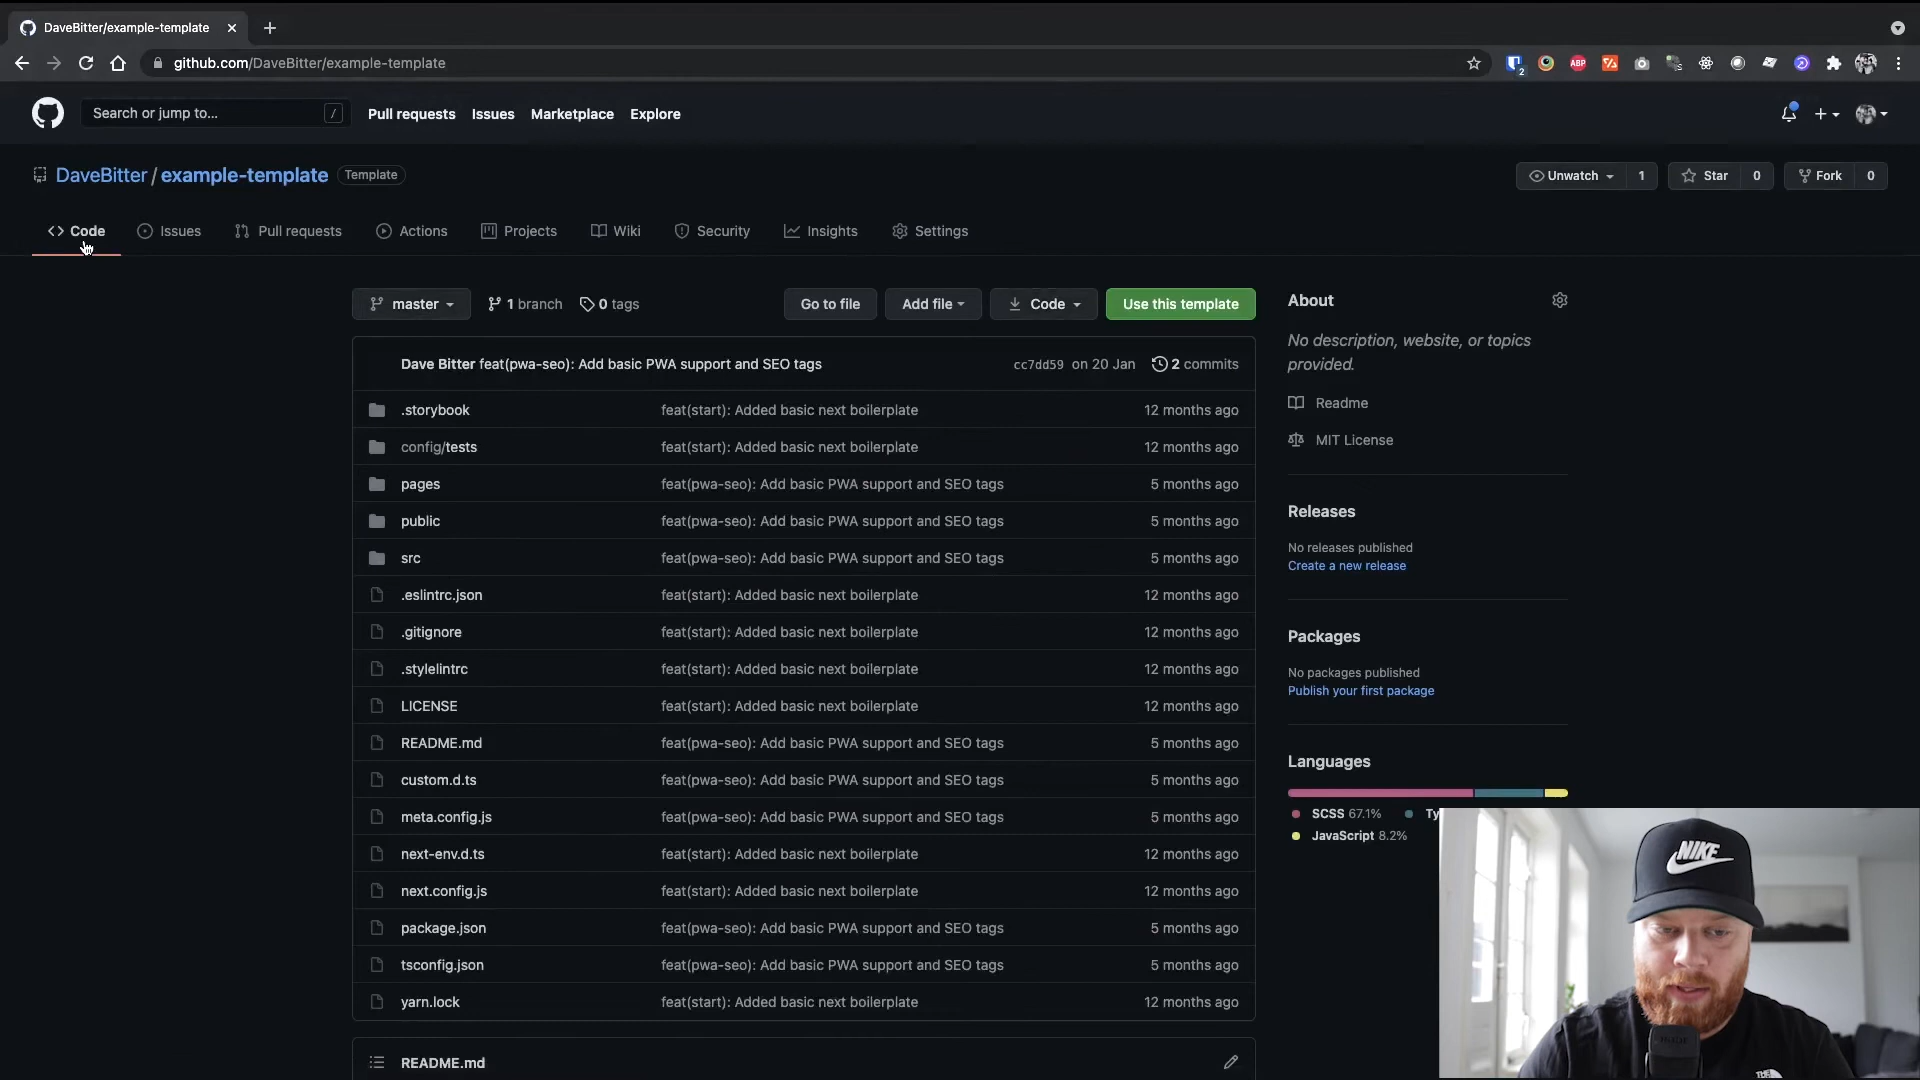 DaveBitter/example-template
github.com/DaveBitter/example-template
2
ABP
Search or jump to... /
Pull requests Issues Marketplace Explore
DaveBitter / example-template Template
Unwatch 1 Star 0 Fork 0
Code Issues Pull requests Actions Projects Wiki Security Insights Settings
master 1 branch 0 tags Go to file Add file Code Use this template
Dave Bitter feat(pwa-seo): Add basic PWA support and SEO tags cc7dd59 on 20 Jan 2 commits
.storybook feat(start): Added basic next boilerplate 12 months ago
config/tests feat(start): Added basic next boilerplate 12 months ago
pages feat(pwa-seo): Add basic PWA support and SEO tags 5 months ago
public feat(pwa-seo): Add basic PWA support and SEO tags 5 months ago
src feat(pwa-seo): Add basic PWA support and SEO tags 5 months ago
.eslintrc.json feat(start): Added basic next boilerplate 12 months ago
.gitignore feat(start): Added basic next boilerplate 12 months ago
.stylelintrc feat(start): Added basic next boilerplate 12 months ago
LICENSE feat(start): Added basic next boilerplate 12 months ago
README.md feat(pwa-seo): Add basic PWA support and SEO tags 5 months ago
custom.d.ts feat(pwa-seo): Add basic PWA support and SEO tags 5 months ago
meta.config.js feat(pwa-seo): Add basic PWA support and SEO tags 5 months ago
next-env.d.ts feat(start): Added basic next boilerplate 12 months ago
next.config.js feat(start): Added basic next boilerplate 12 months ago
package.json feat(pwa-seo): Add basic PWA support and SEO tags 5 months ago
tsconfig.json feat(pwa-seo): Add basic PWA support and SEO tags 5 months ago
yarn.lock feat(start): Added basic next boilerplate 12 months ago
README.md
About
No description, website, or topics
provided.
Readme
MIT License
Releases
No releases published
Create a new release
Packages
No packages published
Publish your first package
Languages
SCSS 67.1% Ty
JavaScript 8.2%
NIKE
THE